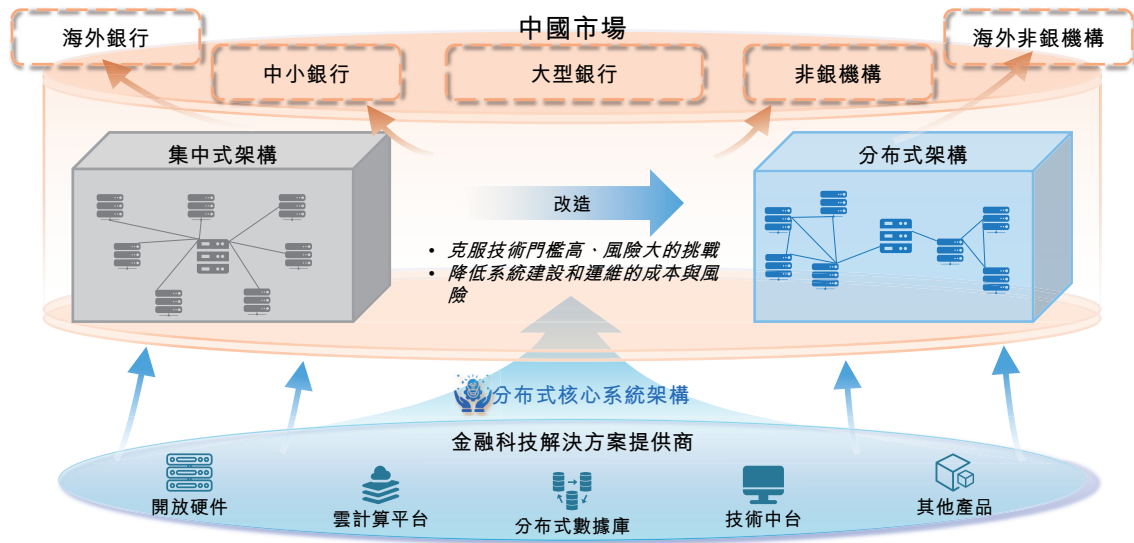 中國市場
海外銀行
海外非銀機構
中小銀行
大型銀行
非銀機構
集中式架構
分布式架構
改造
• 克服技術門檻高、風險大的挑戰
• 降低系統建設和運維的成本與風
險
分布式核心系統架構
金融科技解決方案提供商
開放硬件
雲計算平台
分布式數據庫
技術中台
其他產品